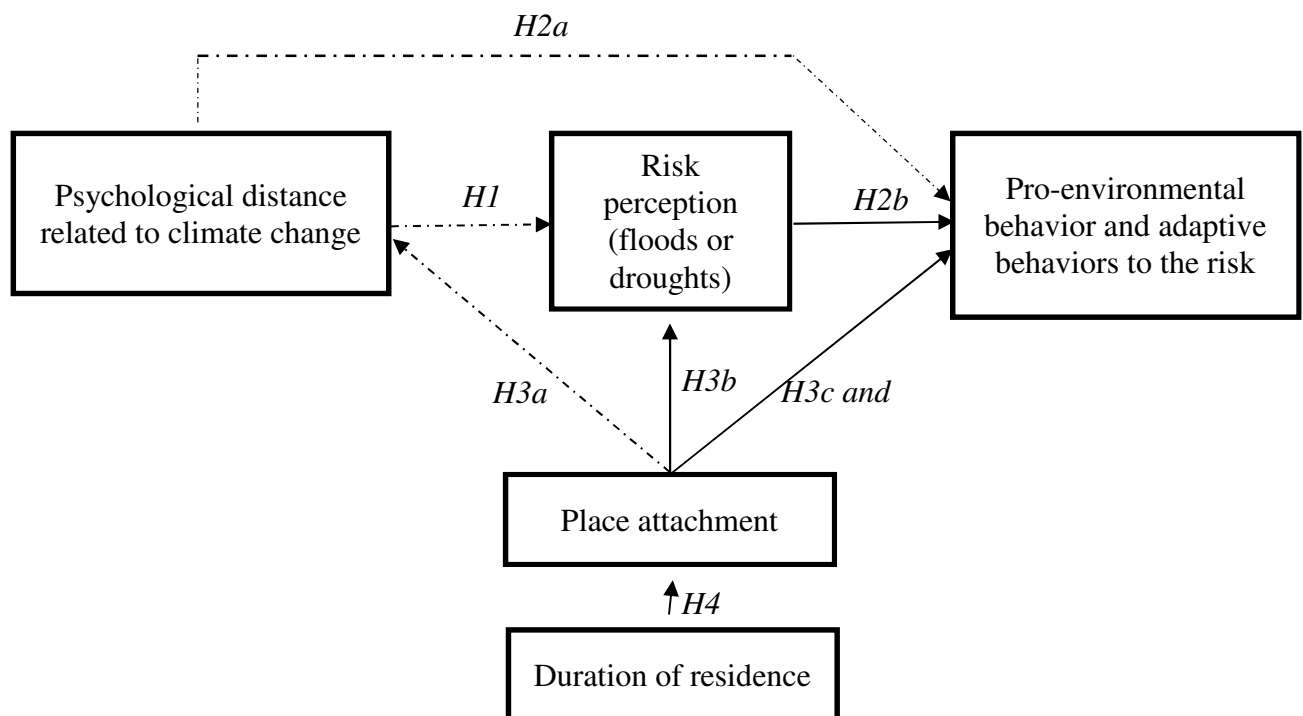 H2a
Psychological distance
related to climate change
H1
Risk
perception
(floods or
droughts)
H2b
Pro-environmental
behavior and adaptive
behaviors to the risk
H3a
H3b
H3c and
Place attachment
H4
Duration of residence